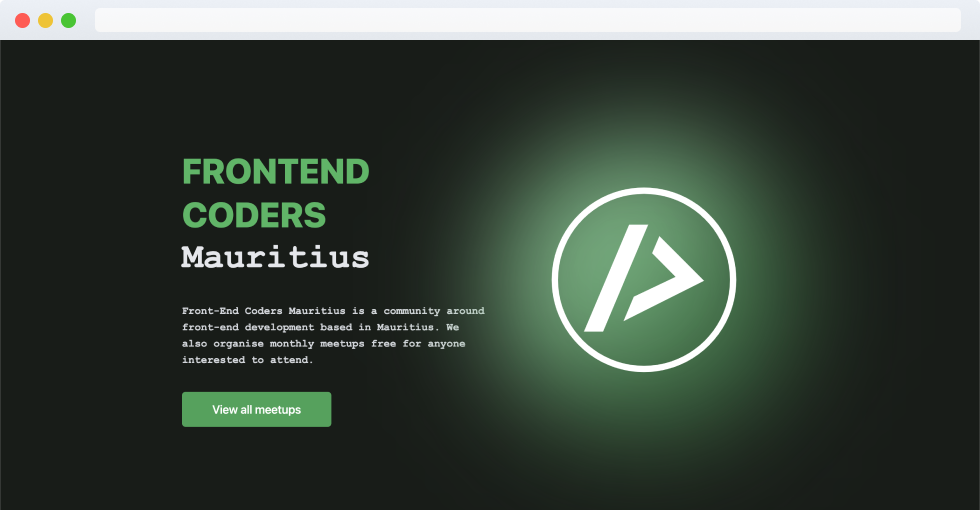 FRONTEND
CODERS
Mauritius
Front-End Coders Mauritius is a community around
front-end development based in Mauritius. We
also organise monthly meetups free for anyone
interested to attend.
View all meetups